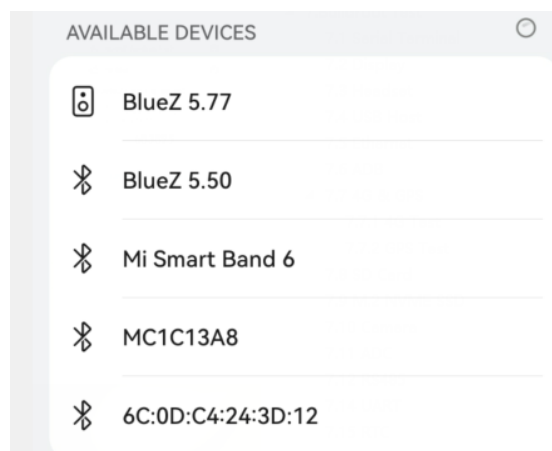 AVAILABLE DEVICES
BlueZ 5.77
BlueZ 5.50
Mi Smart Band 6
MC1C13A8
6C:0D:C4:24:3D:12